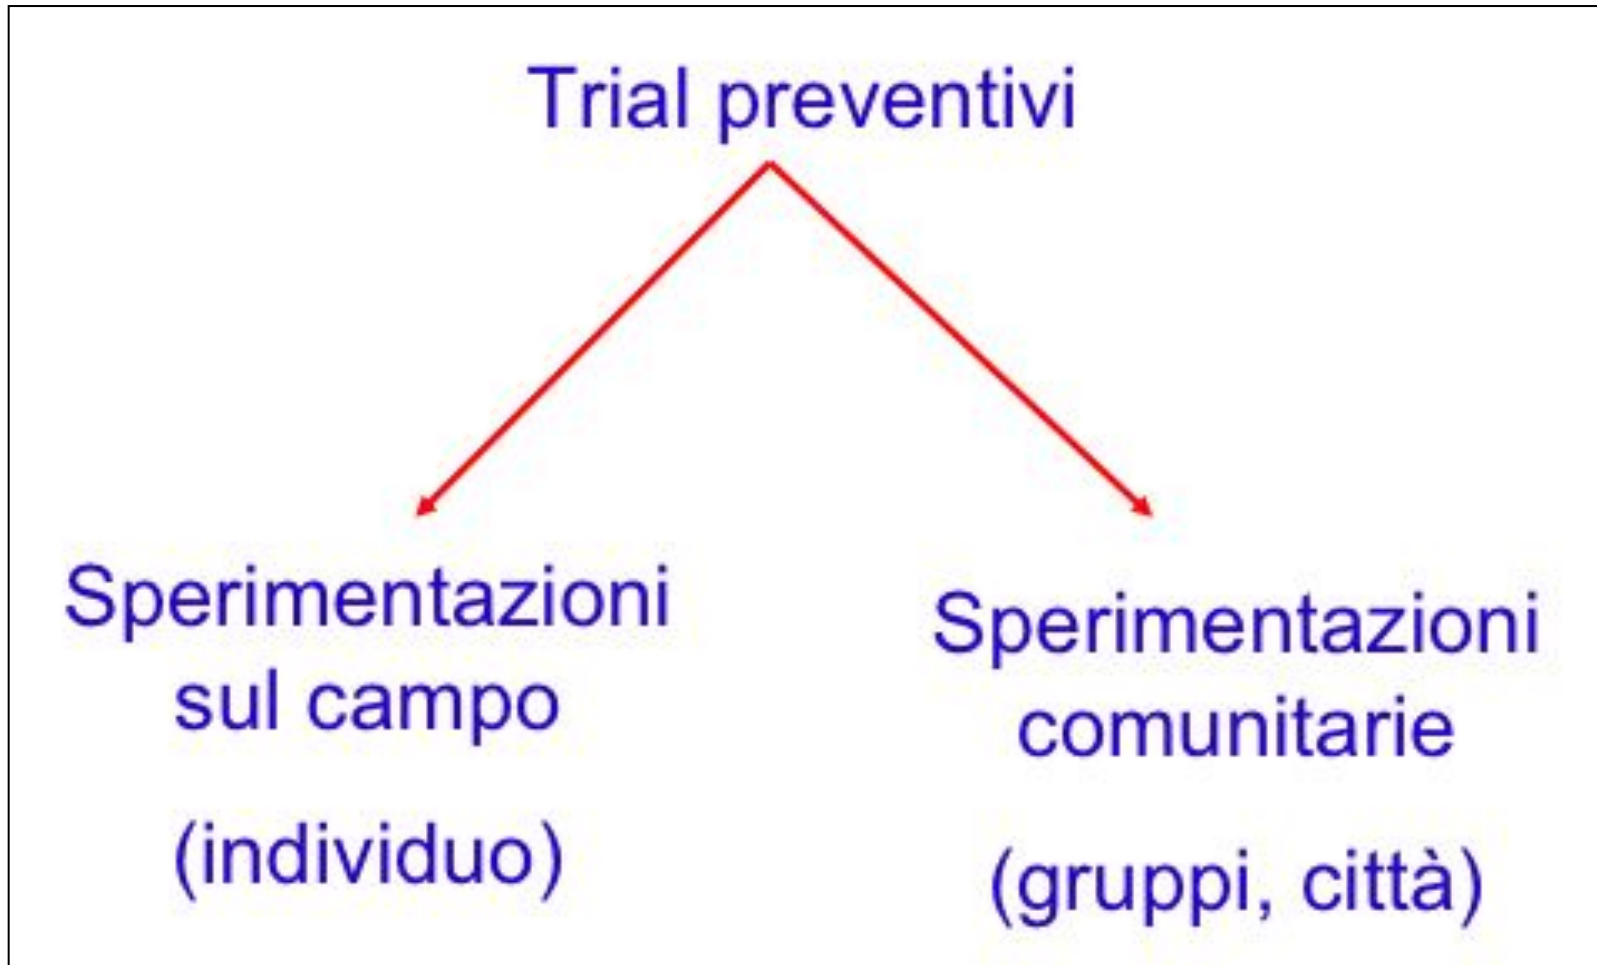 Trial preventivi
Sperimentazioni
sul campo
(individuo)
Sperimentazioni
comunitarie
(gruppi, città)